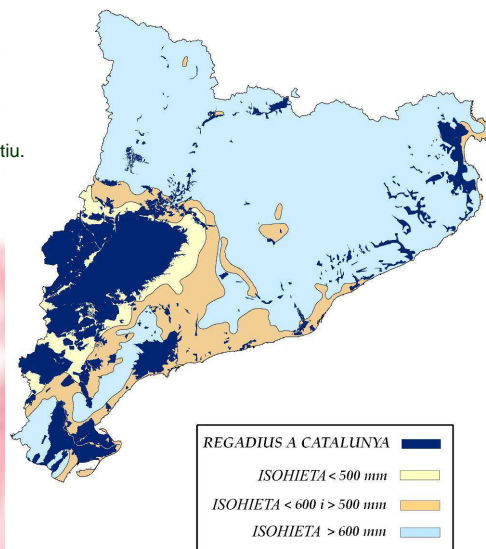 tiu.
REGADIUS A CATALUNYA
ISOHIETA < 500 mm
ISOHIETA < 600 i > 500 mm
ISOHIETA > 600 mm